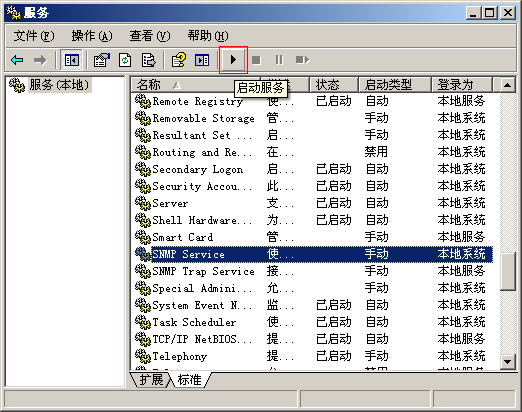 服务
文件(F) 操作(A) 查看(V) 帮助(H)
服务(本地)
名称 状态 启动类型 登录为
启动服务
Remote Registry 使... 已启动 自动 本地服务
Removable Storage 管... 手动 本地系统
Resultant Set ... 启... 手动 本地系统
Routing and Re... 在... 禁用 本地系统
Secondary Logon 启... 已启动 自动 本地系统
Security Accou... 此... 已启动 自动 本地系统
Server 支... 已启动 自动 本地系统
Shell Hardware... 为... 已启动 自动 本地系统
Smart Card 管... 手动 本地服务
SNMP Service 使... 手动 本地系统
SNMP Trap Service 接... 手动 本地服务
Special Admini... 允... 手动 本地系统
System Event N... 监... 已启动 自动 本地系统
Task Scheduler 使... 已启动 自动 本地系统
TCP/IP NetBIOS... 提... 已启动 自动 本地服务
Telephony 提... 已启动 手动 本地系统
扩展 标准